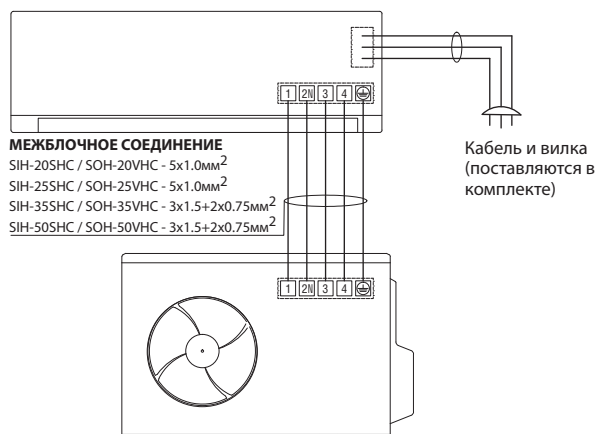 1 2N 3 4
МЕЖБЛОЧНОЕ СОЕДИНЕНИЕ
SIH-20SHC / SOH-20VHC - 5x1.0мм2
SIH-25SHC / SOH-25VHC - 5x1.0мм2
SIH-35SHC / SOH-35VHC - 3x1.5+2x0.75мм2
SIH-50SHC / SOH-50VHC - 3x1.5+2x0.75мм2
Кабель и вилка
(поставляются в
комплекте)
1 2N 3 4